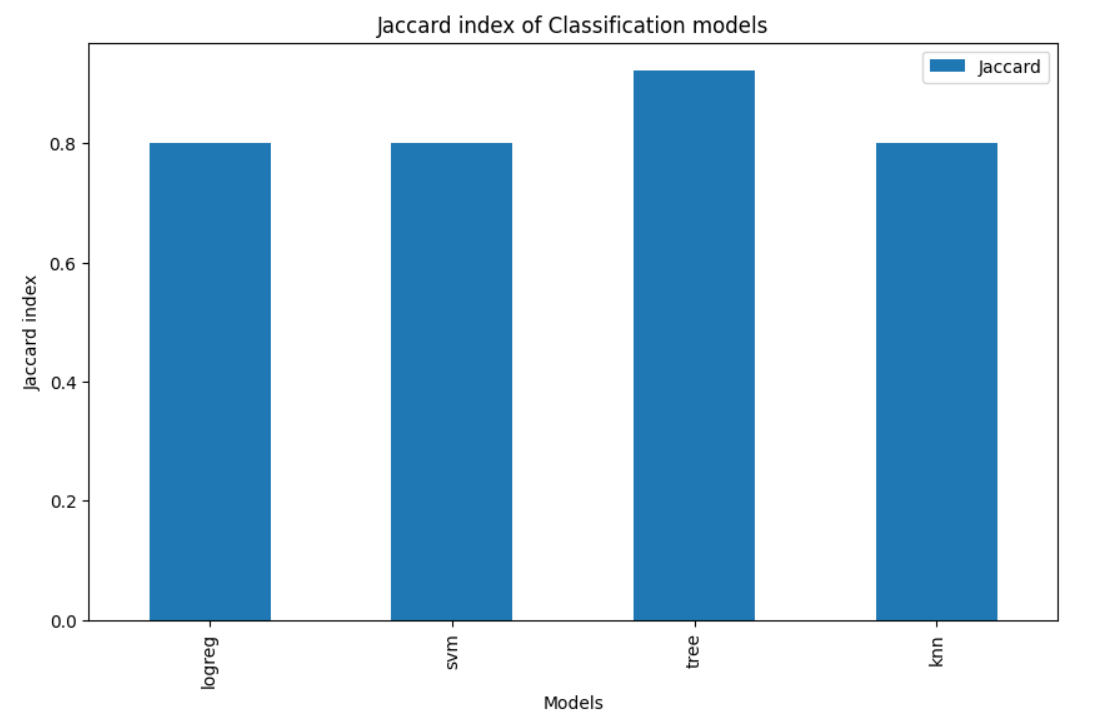 Jaccard index of Classification models
Jaccard
Jaccard index
0.8
0.6
0.4
0.2
0.0
logreg
svm
tree
knn
Models